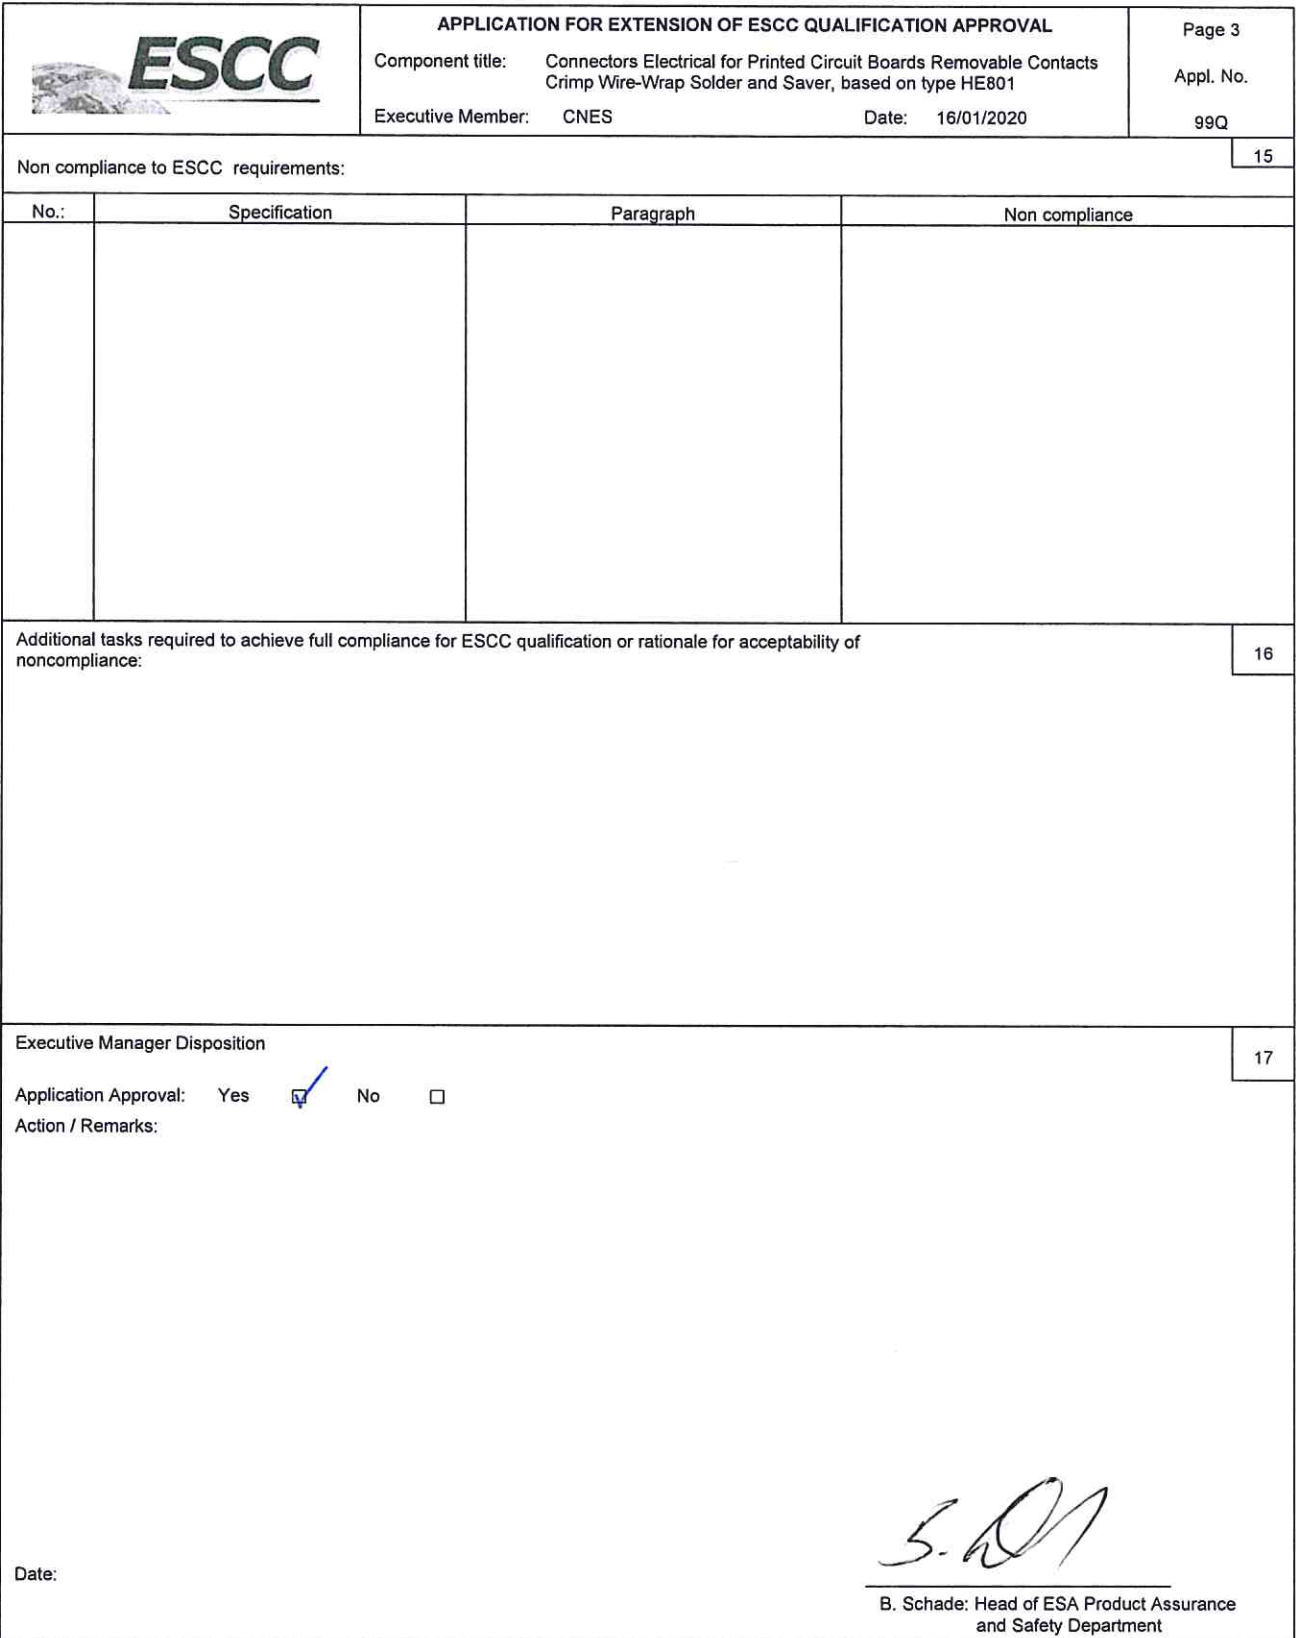 ESCC
APPLICATION FOR EXTENSION OF ESCC QUALIFICATION APPROVAL
Component title: Connectors Electrical for Printed Circuit Boards Removable Contacts
Crimp Wire-Wrap Solder and Saver, based on type HE801
Executive Member: CNES Date: 16/01/2020
Page 3
Appl. No.
99Q
Non compliance to ESCC requirements:
15
No.: Specification Paragraph Non compliance
Additional tasks required to achieve full compliance for ESCC qualification or rationale for acceptability of
noncompliance:
16
Executive Manager Disposition
17
Application Approval: Yes No
Action / Remarks:
Date:
B. Schade: Head of ESA Product Assurance
and Safety Department